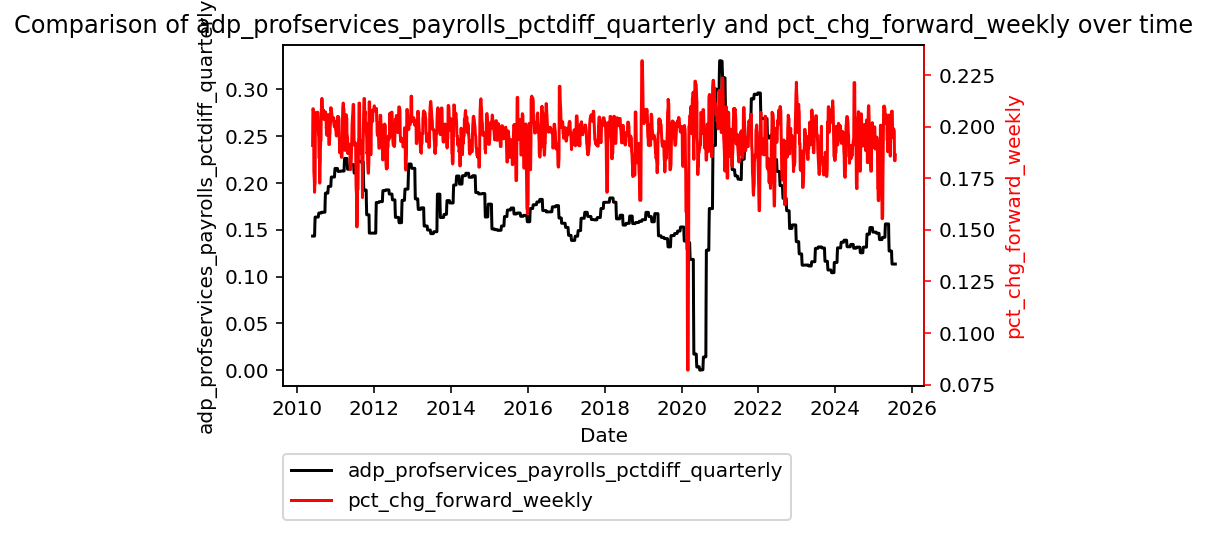 Comparison of adp_profservices_payrolls_pctdiff_quarterly and pct_chg_forward_weekly over time
adp_profservices_payrolls_pctdiff_quarterly
0.30
0.25
0.20
0.15
0.10
0.05
0.00
0.225
0.200
0.175
0.150
0.125
0.100
0.075
pct_chg_forward_weekly
2010 2012 2014 2016 2018 2020 2022 2024 2026
Date
adp_profservices_payrolls_pctdiff_quarterly
pct_chg_forward_weekly